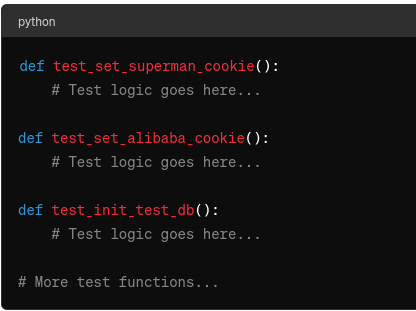 python
def test_set_superman_cookie():
    # Test logic goes here...
def test_set_alibaba_cookie():
    # Test logic goes here...
def test_init_test_db():
    # Test logic goes here...
# More test functions...